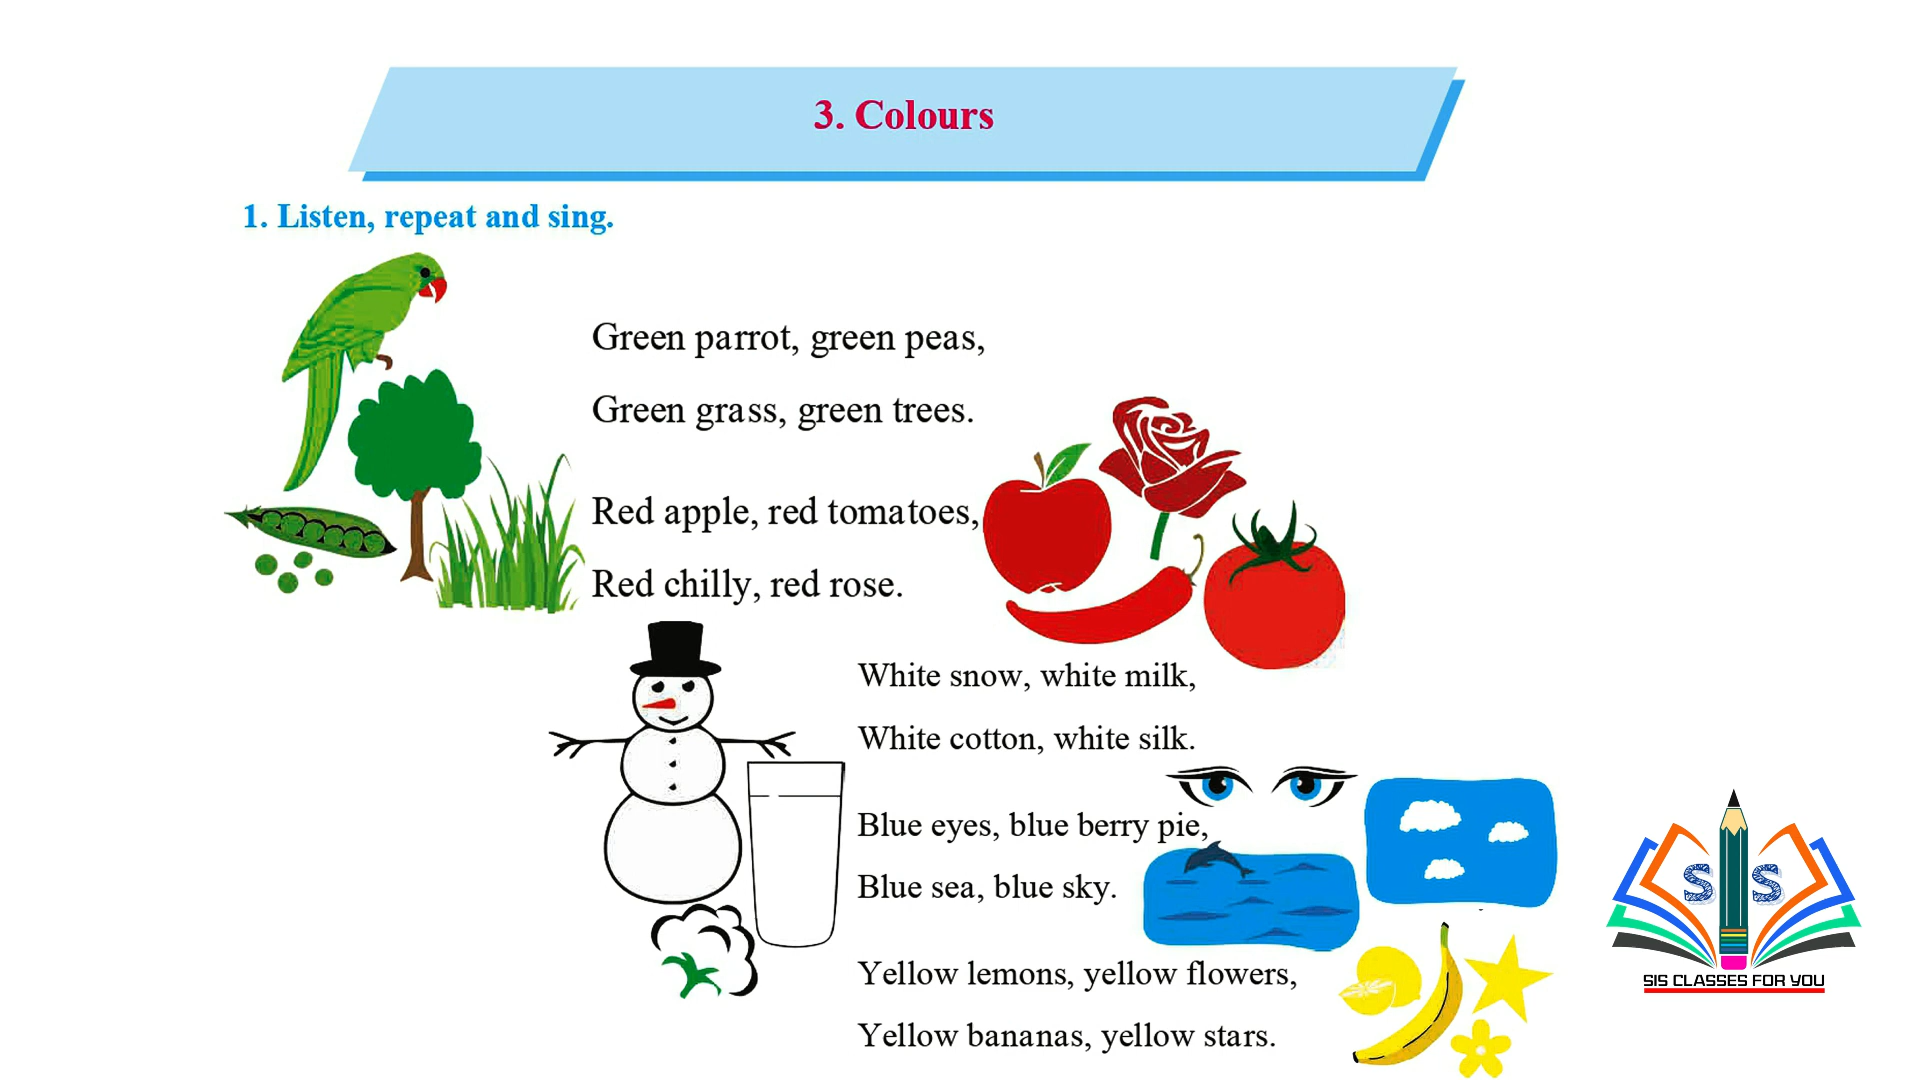 3. Colours
1. Listen, repeat and sing.
Green parrot, green peas,
Green grass, green trees.
Red apple, red tomatoes,
Red chilly, red rose.
White snow, white milk,
White cotton, white silk.
Blue eyes, blue berry pie,
Blue sea, blue sky.
Yellow lemons, yellow flowers,
Yellow bananas, yellow stars.
S S
SIS CLASSES FOR YOU